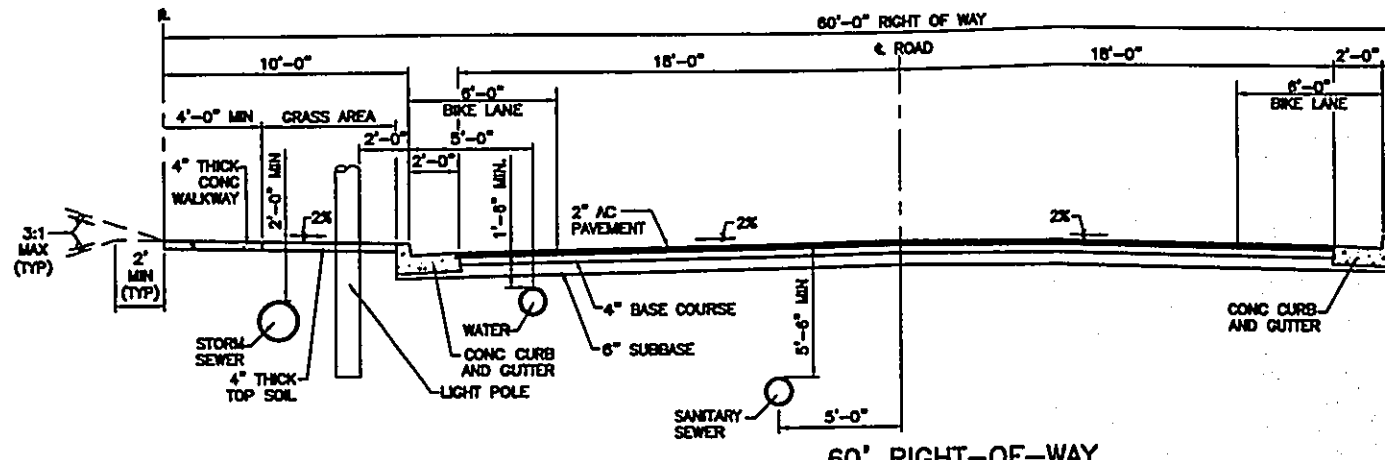 PL
60'-0" RIGHT OF WAY
CL ROAD
10'-0"
18'-0"
18'-0"
2'-0"
6'-0"
BIKE LANE
6'-0"
BIKE LANE
4'-0" MIN
GRASS AREA
2'-0"
5'-0"
4" THICK
CONC
WALKWAY
2'-0" MIN
2'-0"
1'-6" MIN.
2%
2" AC
PAVEMENT
2%
2%
3:1
MAX
(TYP)
2'
MIN
(TYP)
STORM
SEWER
4" THICK
TOP SOIL
WATER
CONC CURB
AND GUTTER
LIGHT POLE
4" BASE COURSE
6" SUBBASE
5'-6" MIN
SANITARY
SEWER
5'-0"
CONC CURB
AND GUTTER
60' RIGHT-OF-WAY